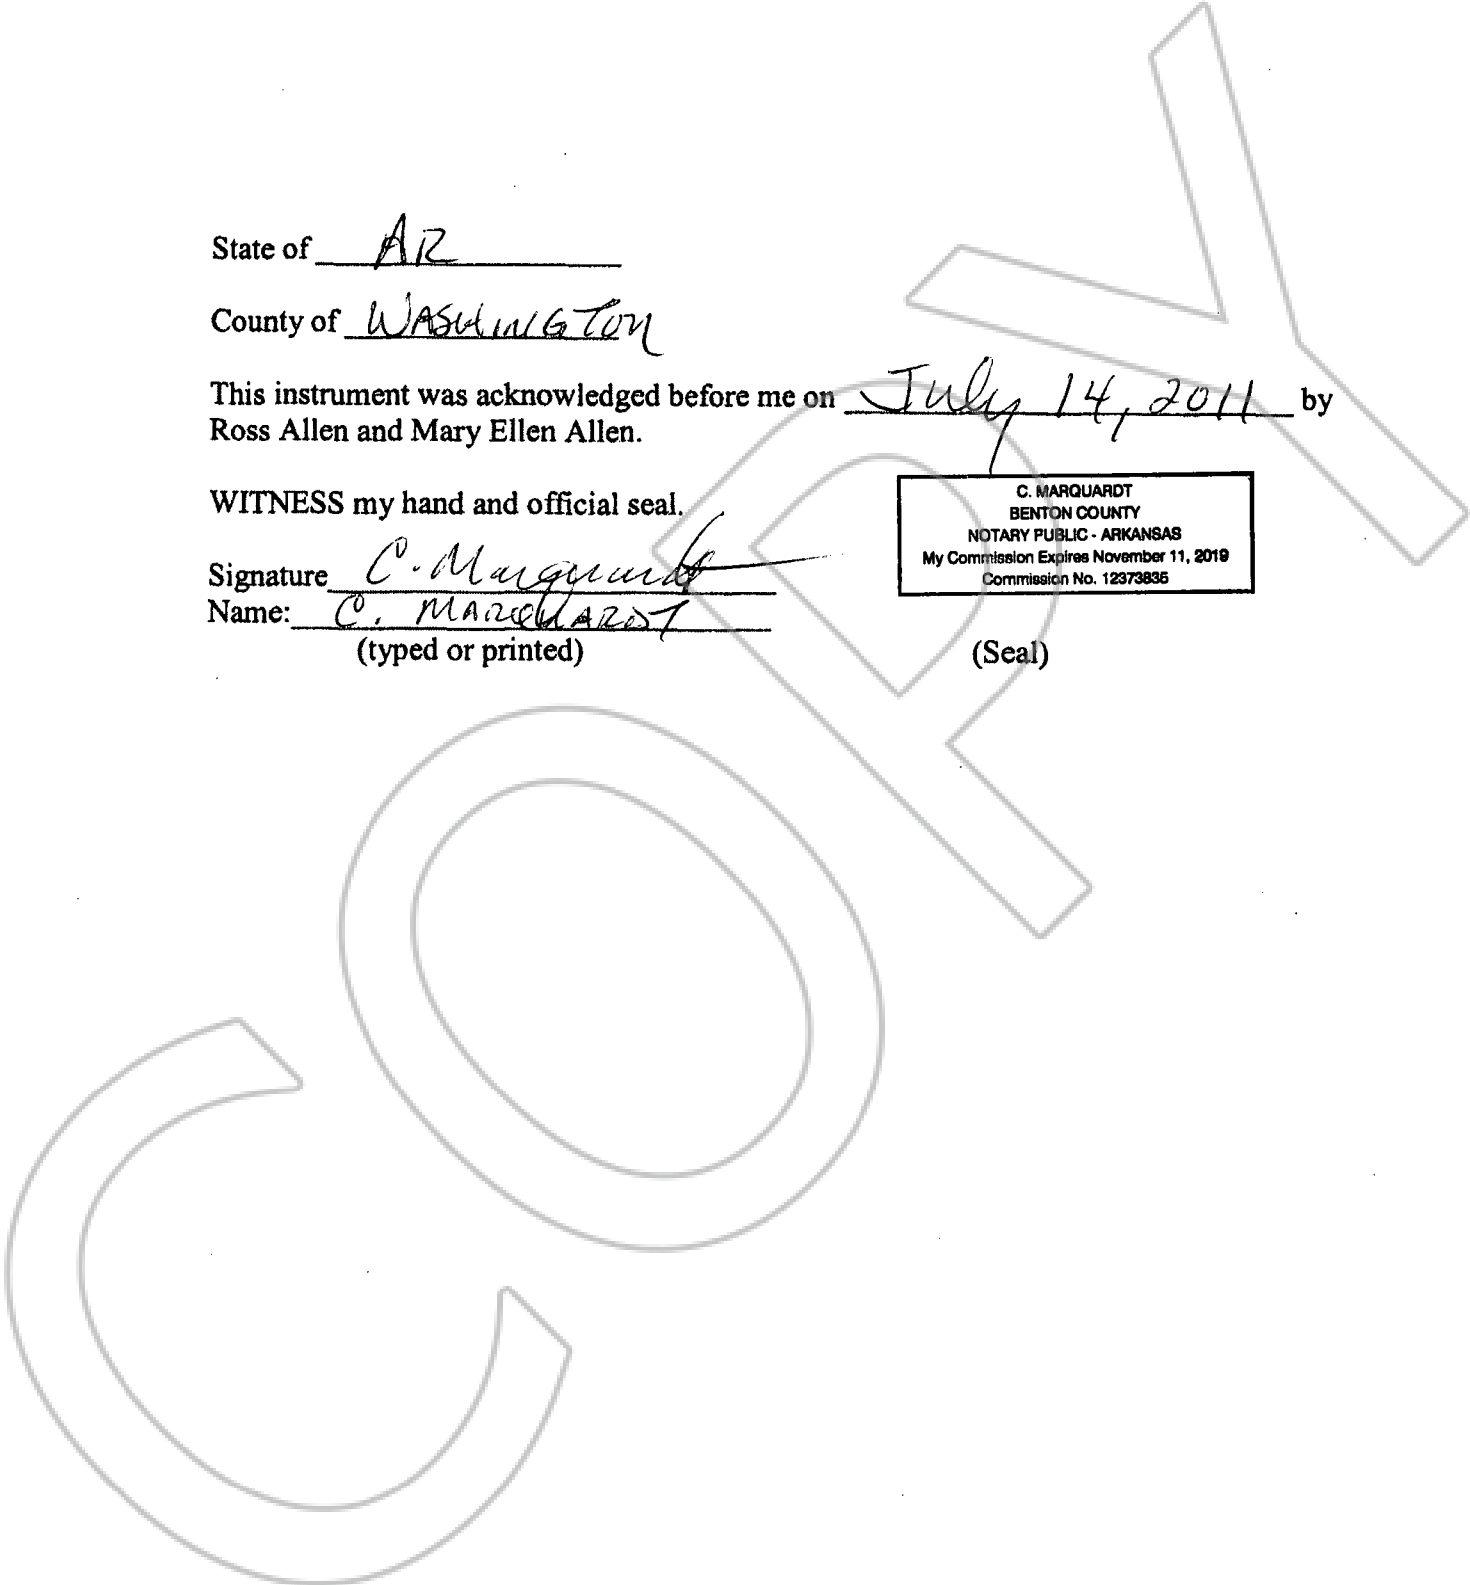 State of AR
County of WASHINGTON
This instrument was acknowledged before me on July 14, 2011 by
Ross Allen and Mary Ellen Allen.
WITNESS my hand and official seal.
Signature C. Marquardt
Name: C. MARQUARDT
(typed or printed)
C. MARQUARDT
BENTON COUNTY
NOTARY PUBLIC - ARKANSAS
My Commission Expires November 11, 2019
Commission No. 12373835
(Seal)
COPY